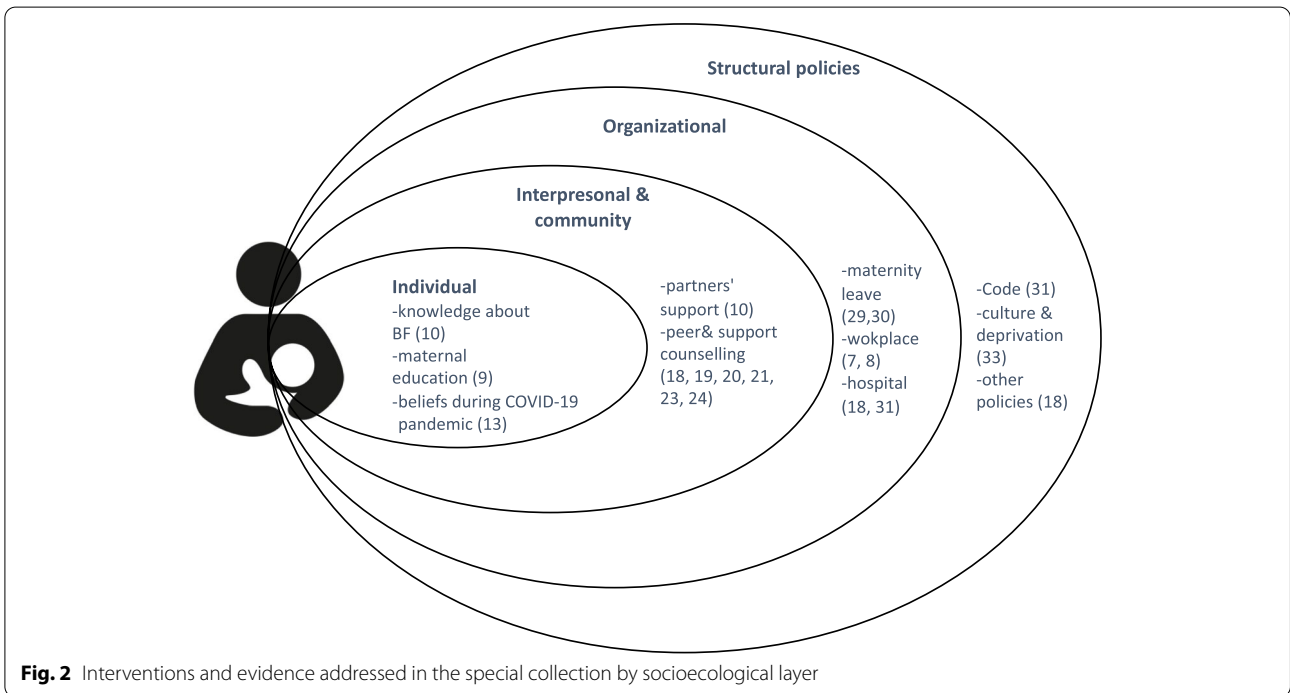 Structural policies
Organizational
Interpresonal &
community
Individual
-knowledge about
BF (10)
-maternal
education (9)
-beliefs during COVID-19
pandemic (13)
-partners'
support (10)
-peer& support
counselling
(18, 19, 20, 21,
23, 24)
-maternity
leave
(29,30)
-wokplace
(7, 8)
-hospital
(18, 31)
-Code (31)
-culture &
deprivation
(33)
-other
policies (18)
Fig. 2 Interventions and evidence addressed in the special collection by socioecological layer